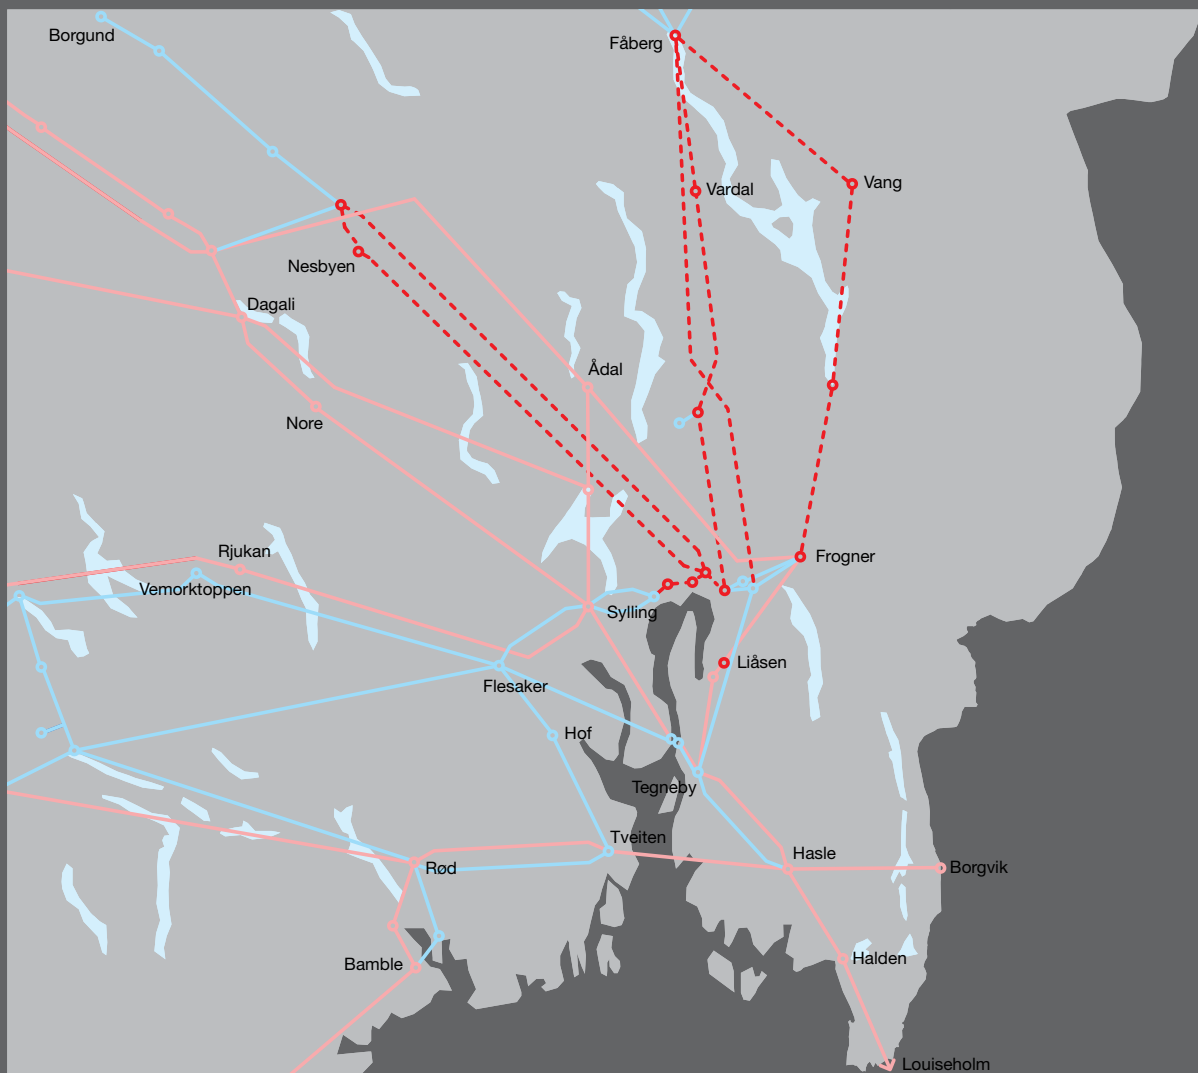 Borgund
Fåberg
Vardal
Vang
Nesbyen
Dagali
Ådal
Nore
Rjukan
Frogner
Vemorktoppen
Sylling
Liåsen
Flesaker
Hof
Tegneby
Tveiten
Hasle
Rød
Borgvik
Bamble
Halden
Louiseholm